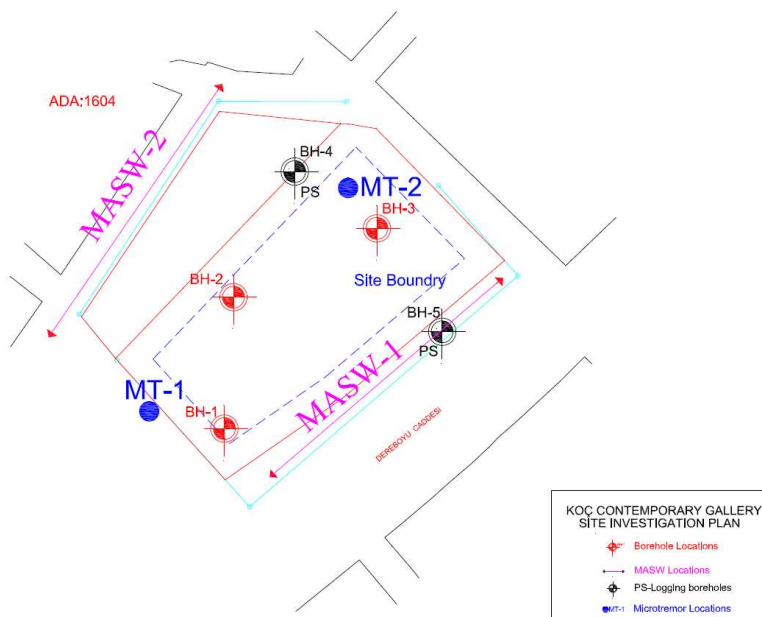 ADA:1604
MASW-2
BH-4
PS
MT-2
BH-3
BH-2
Site Boundry
BH-5
PS
MT-1
MASW-1
BH-1
DEREBOYU CADDESİ
KOÇ CONTEMPORARY GALLERY
SITE INVESTIGATION PLAN
Borehole Locations
MASW Locations
PS-Logging boreholes
MT-1 Microtremor Locations